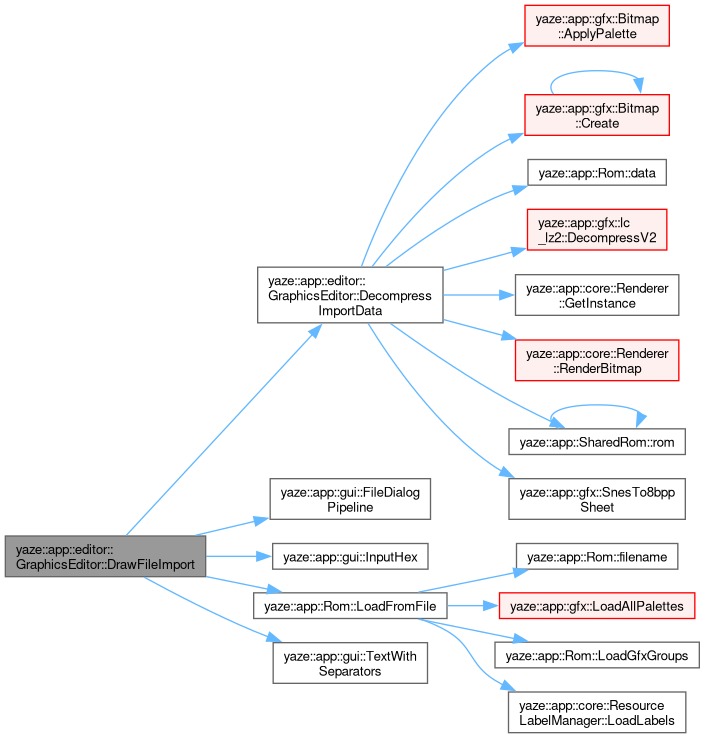 yaze::app::gfx::Bitmap
::ApplyPalette
yaze::app::gfx::Bitmap
::Create
yaze::app::Rom::data
yaze::app::gfx::lc
_lz2::DecompressV2
yaze::app::editor::
GraphicsEditor::Decompress
ImportData
yaze::app::core::Renderer
::GetInstance
yaze::app::core::Renderer
::RenderBitmap
yaze::app::SharedRom::rom
yaze::app::gfx::SnesTo8bpp
Sheet
yaze::app::gui::FileDialog
Pipeline
yaze::app::editor::
GraphicsEditor::DrawFileImport
yaze::app::gui::InputHex
yaze::app::Rom::filename
yaze::app::Rom::LoadFromFile
yaze::app::gfx::LoadAllPalettes
yaze::app::gui::TextWith
Separators
yaze::app::Rom::LoadGfxGroups
yaze::app::core::Resource
LabelManager::LoadLabels